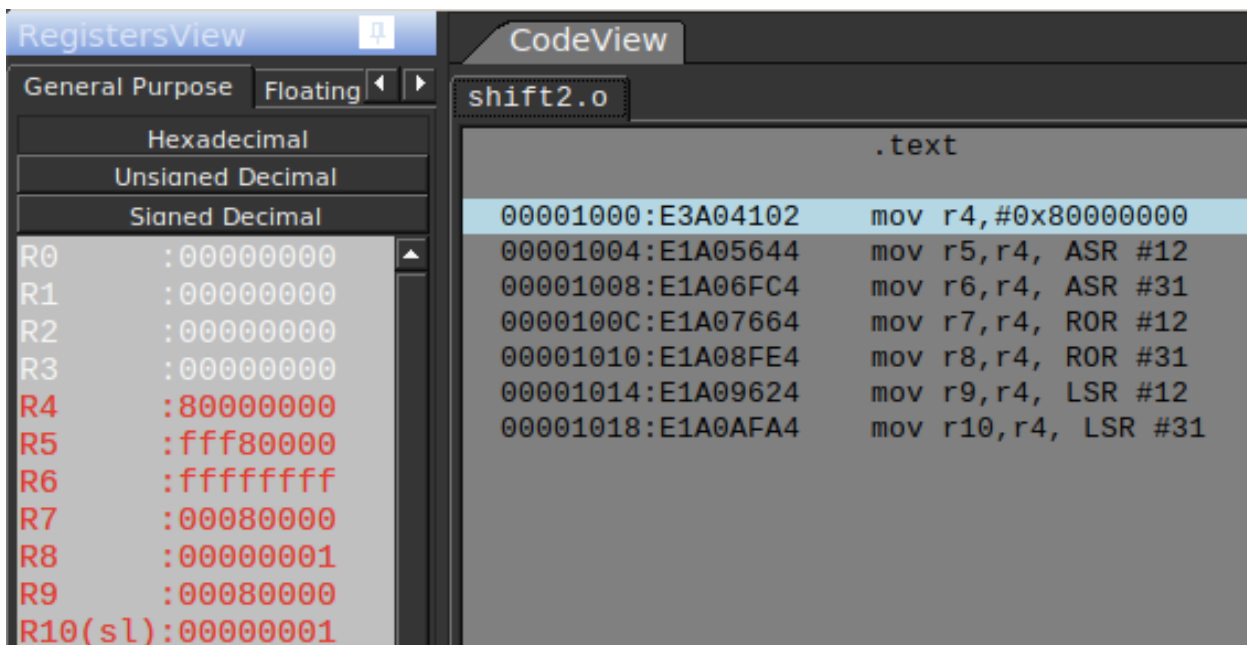 RegistersView
General Purpose Floating
Hexadecimal
Unsigned Decimal
Signed Decimal
R0 :00000000
R1 :00000000
R2 :00000000
R3 :00000000
R4 :80000000
R5 :fff80000
R6 :ffffffff
R7 :00080000
R8 :00000001
R9 :00080000
R10(sl):00000001
CodeView
shift2.o
.text
00001000:E3A04102 mov r4,#0x80000000
00001004:E1A05644 mov r5,r4, ASR #12
00001008:E1A06FC4 mov r6,r4, ASR #31
0000100C:E1A07664 mov r7,r4, ROR #12
00001010:E1A08FE4 mov r8,r4, ROR #31
00001014:E1A09624 mov r9,r4, LSR #12
00001018:E1A0AFA4 mov r10,r4, LSR #31